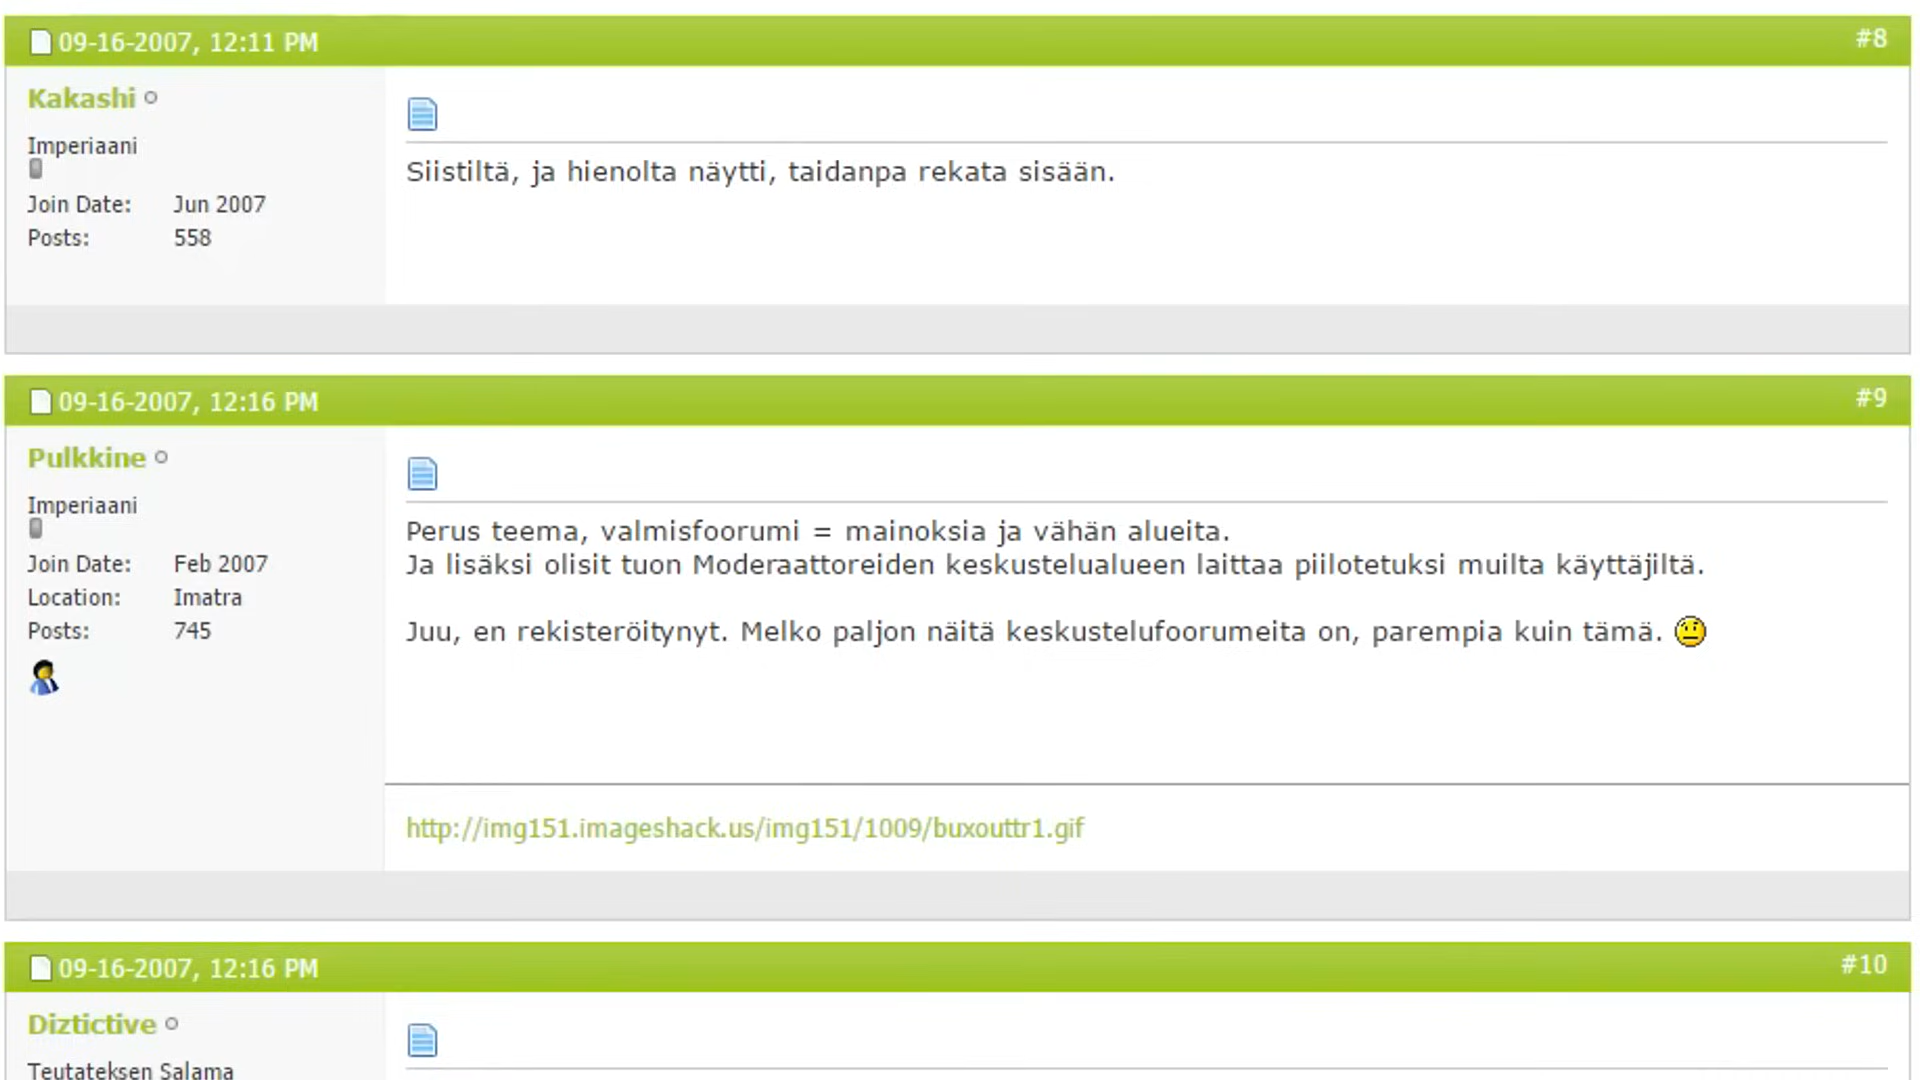 09-16-2007, 12:11 PM #8
Kakashi
Imperiaani
Join Date: Jun 2007
Posts: 558
Siistiltä, ja hienolta näytti, taidanpa rekata sisään.
09-16-2007, 12:16 PM #9
Pulkkine
Imperiaani
Join Date: Feb 2007
Location: Imatra
Posts: 745
Perus teema, valmisfoorumi = mainoksia ja vähän alueita.
Ja lisäksi olisit tuon Moderaattoreiden keskustelualueen laittaa piilotetuksi muilta käyttäjiltä.
Juu, en rekisteröitynyt. Melko paljon näitä keskustelufoorumeita on, parempia kuin tämä.
http://img151.imageshack.us/img151/1009/buxouttr1.gif
09-16-2007, 12:16 PM #10
Diztictive
Teutateksen Salama